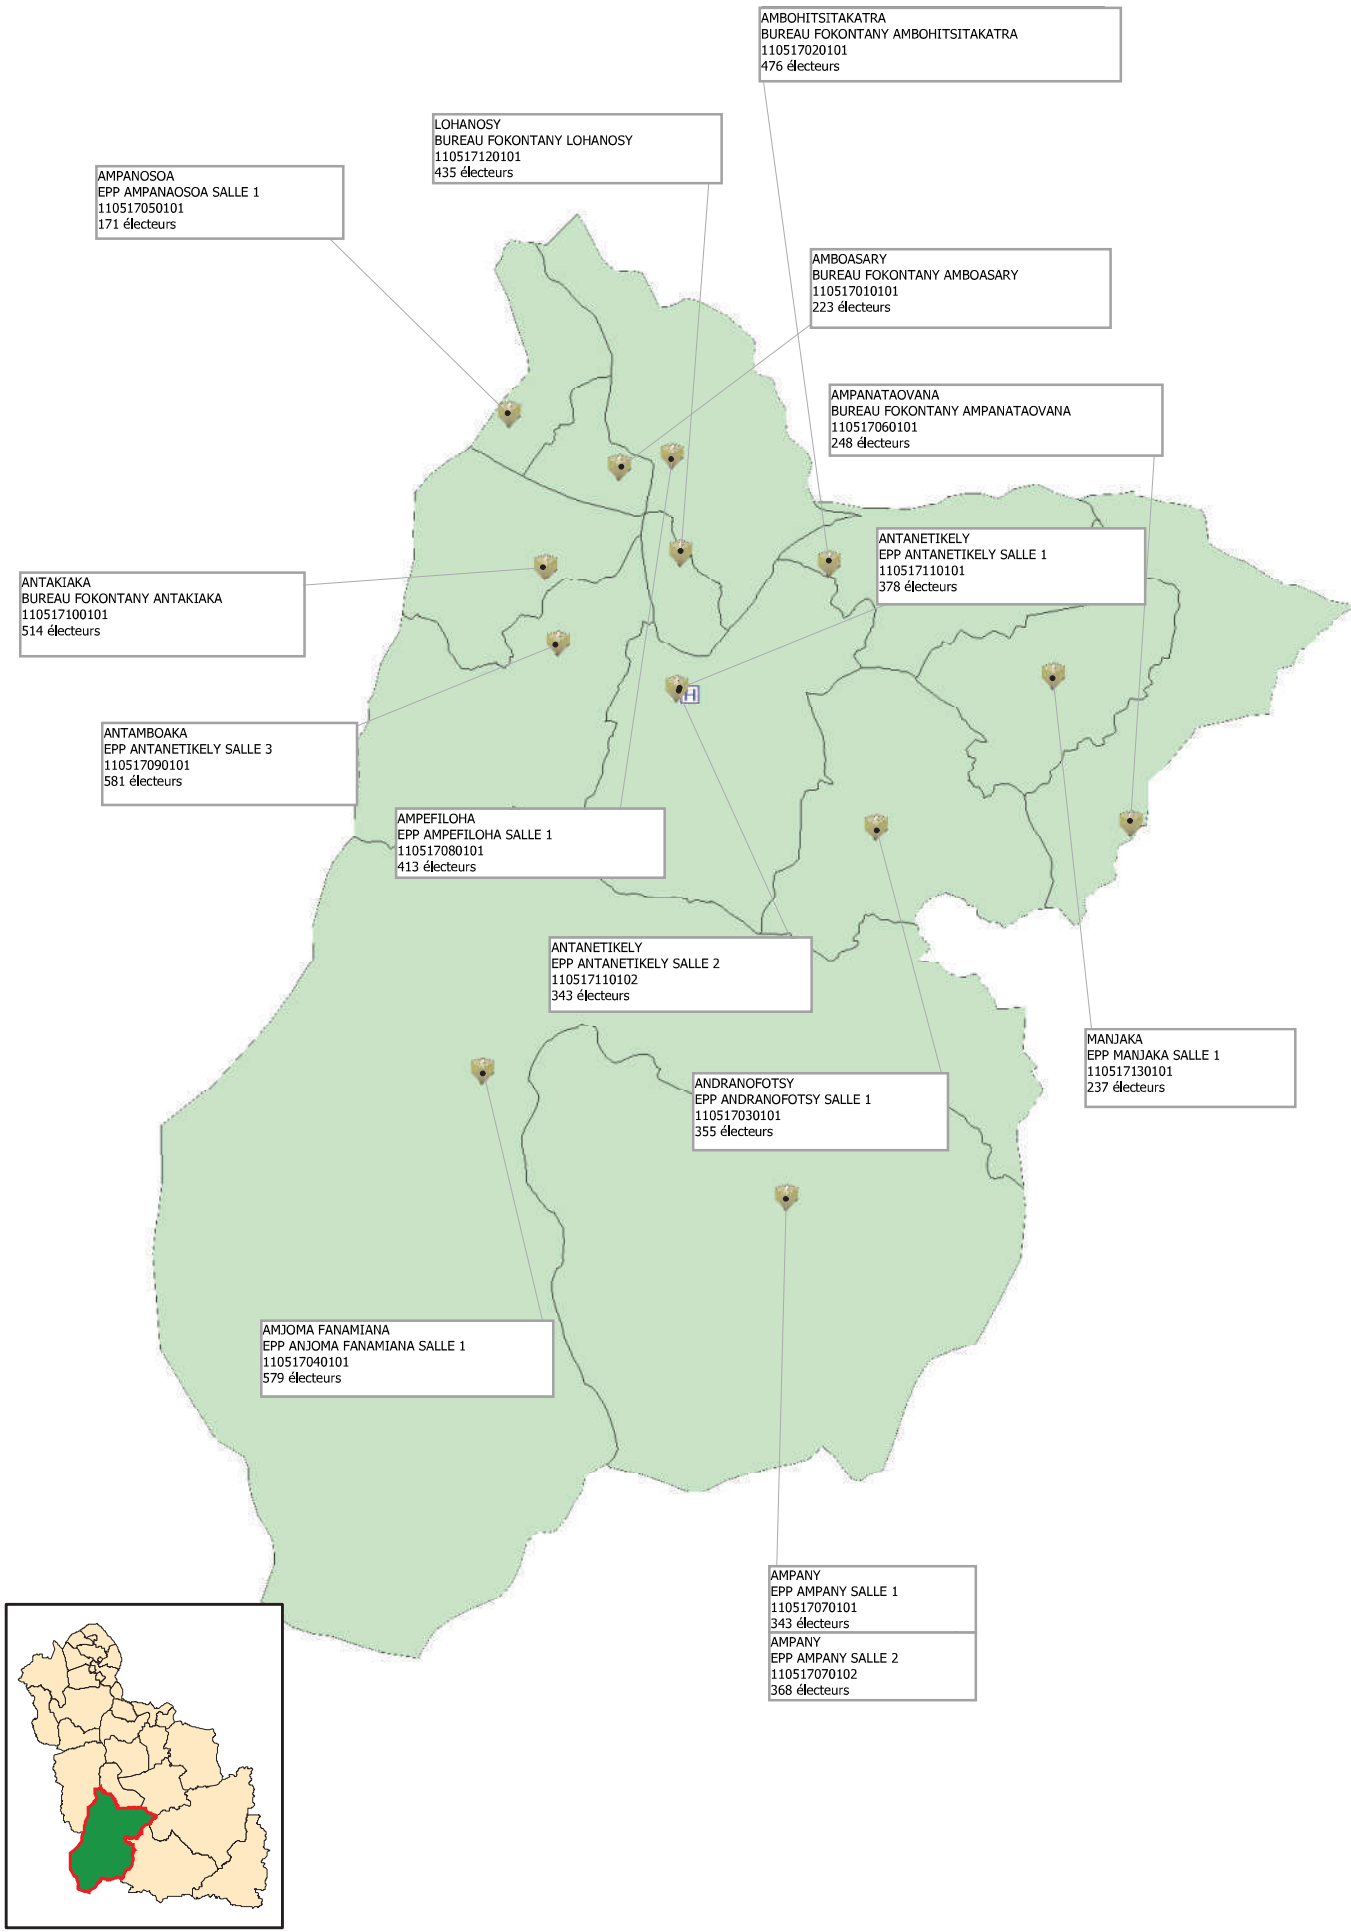 AMBOHITSITAKATRA
BUREAU FOKONTANY AMBOHITSITAKATRA
110517020101
476 électeurs
LOHANOSY
BUREAU FOKONTANY LOHANOSY
110517120101
435 électeurs
AMPANOSOA
EPP AMPANAOSOA SALLE 1
110517050101
171 électeurs
AMBOASARY
BUREAU FOKONTANY AMBOASARY
110517010101
223 électeurs
AMPANATAOVANA
BUREAU FOKONTANY AMPANATAOVANA
110517060101
248 électeurs
ANTANETIKELY
EPP ANTANETIKELY SALLE 1
110517110101
378 électeurs
ANTAKIAKA
BUREAU FOKONTANY ANTAKIAKA
110517100101
514 électeurs
H
ANTAMBOAKA
EPP ANTANETIKELY SALLE 3
110517090101
581 électeurs
AMPEFILOHA
EPP AMPEFILOHA SALLE 1
110517080101
413 électeurs
ANTANETIKELY
EPP ANTANETIKELY SALLE 2
110517110102
343 électeurs
MANJAKA
EPP MANJAKA SALLE 1
110517130101
237 électeurs
ANDRANOFOTSY
EPP ANDRANOFOTSY SALLE 1
110517030101
355 électeurs
AMJOMA FANAMIANA
EPP ANJOMA FANAMIANA SALLE 1
110517040101
579 électeurs
AMPANY
EPP AMPANY SALLE 1
110517070101
343 électeurs
AMPANY
EPP AMPANY SALLE 2
110517070102
368 électeurs